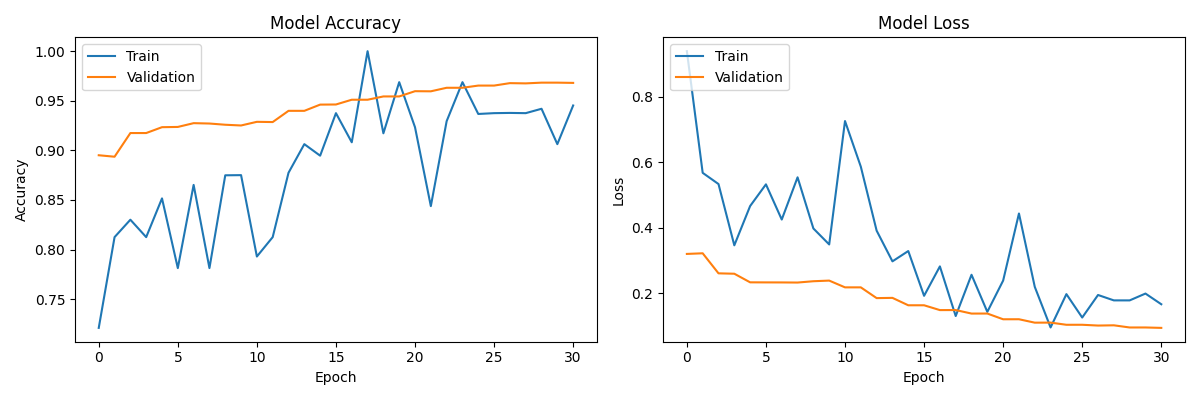 Model Accuracy
Train
Validation
1.00
0.95
0.90
0.85
0.80
0.75
Accuracy
0 5 10 15 20 25 30
Epoch
Model Loss
Train
Validation
0.8
0.6
0.4
0.2
Loss
0 5 10 15 20 25 30
Epoch